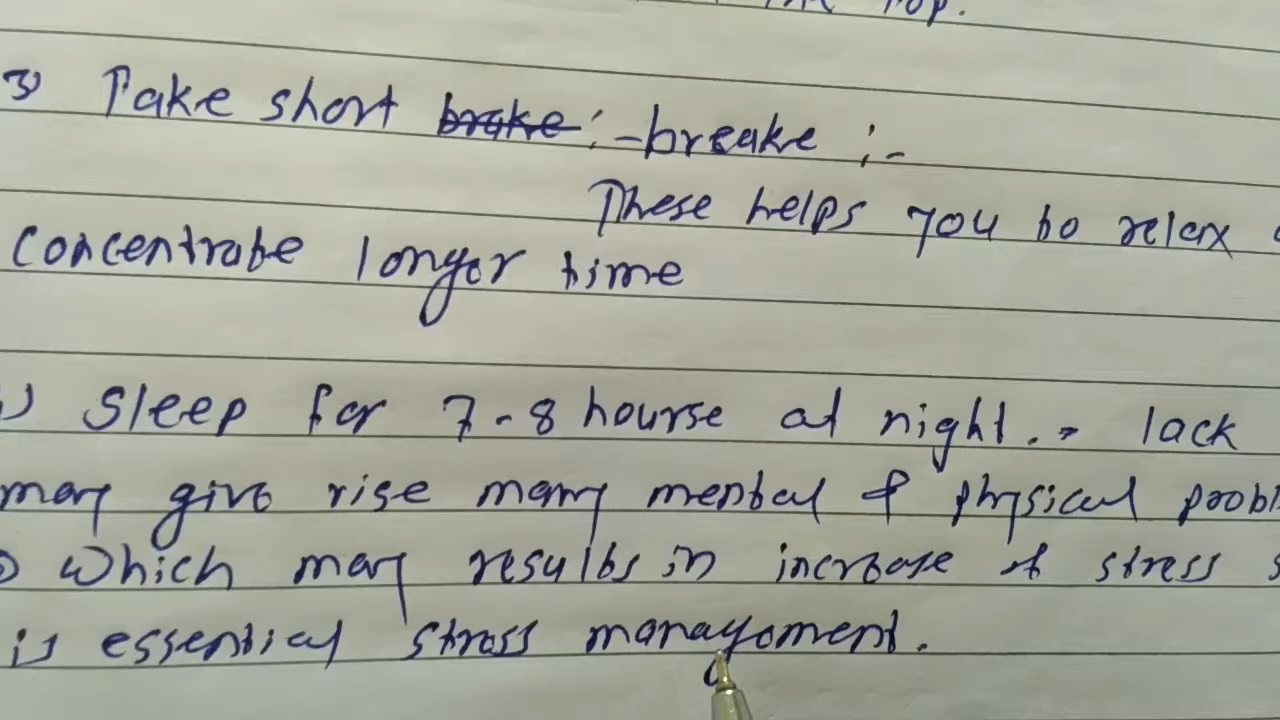 top.
3) Take short brake :- breake :-
These helps you to relax
Concentrate longer time
Sleep for 7-8 hourse at night. - lack
may give rise many mental & physical probl
which may results in increase of stress s
is essential stress management.